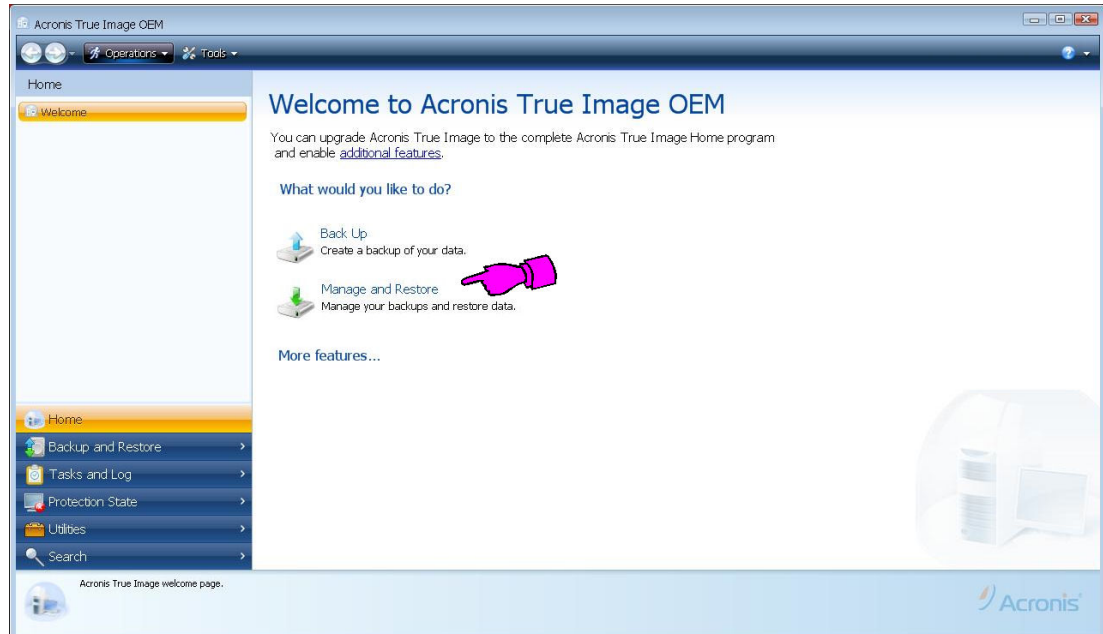 Acronis True Image OEM
Operations
Tools
Home
Welcome
Welcome to Acronis True Image OEM
You can upgrade Acronis True Image to the complete Acronis True Image Home program
and enable additional features.
What would you like to do?
Back Up
Create a backup of your data.
Manage and Restore
Manage your backups and restore data.
More features...
Home
Backup and Restore
Tasks and Log
Protection State
Utilities
Search
Acronis True Image welcome page.
Acronis